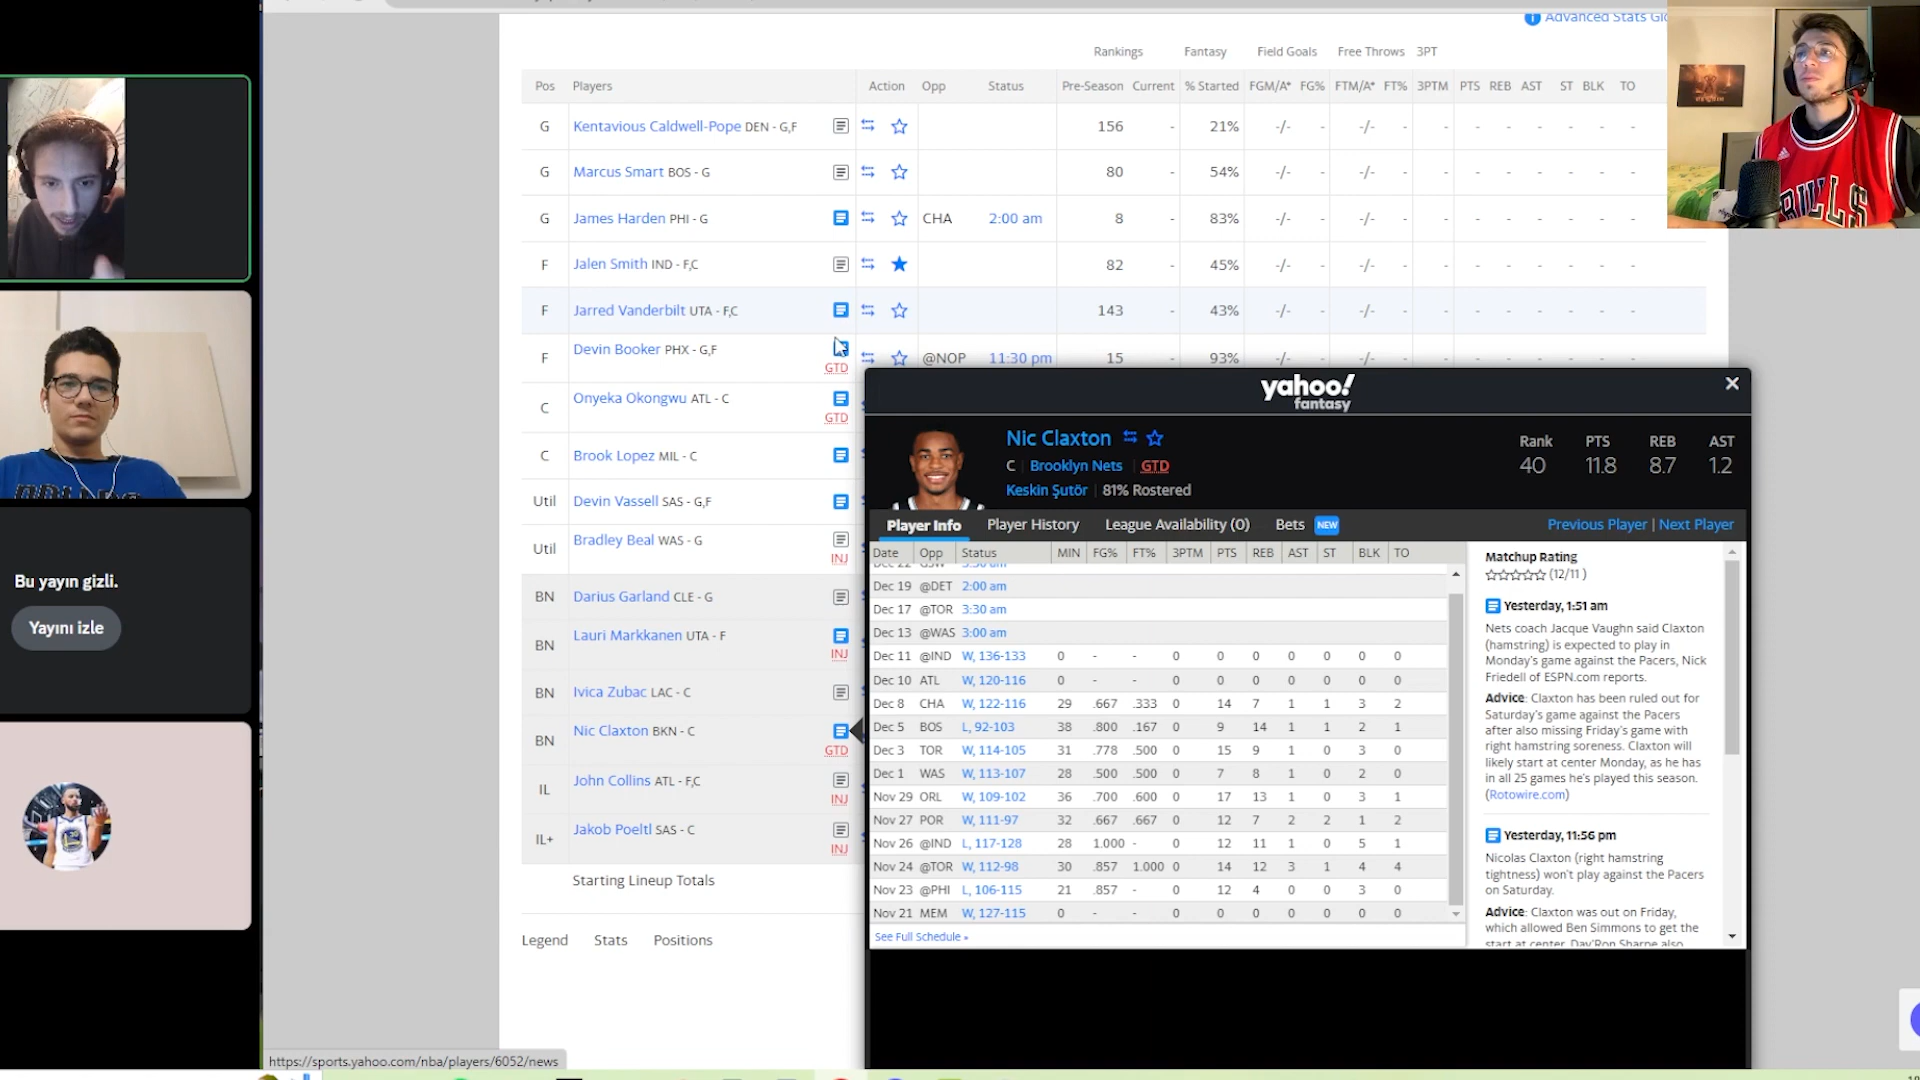 Advanced Stats
Rankings Fantasy Field Goals Free Throws 3PT
Pos Players Action Opp Status Pre-Season Current % Started FGM/A* FG% FTM/A* FT% 3PTM PTS REB AST ST BLK TO
G Kentavious Caldwell-Pope DEN - G,F 156 - 21% -/- - -/- - - - - - - - -
G Marcus Smart BOS - G 80 - 54% -/- - -/- - - - - - - - -
G James Harden PHI - G CHA 2:00 am 8 - 83% -/- - -/- - - - - - - - -
F Jalen Smith IND - F,C 82 - 45% -/- - -/- - - - - - - - -
F Jarred Vanderbilt UTA - F,C 143 - 43% -/- - -/- - - - - - - - -
F Devin Booker PHX - G,F GTD @NOP 11:30 pm 15 - 93% -/- - -/- - - - - - - - -
C Onyeka Okongwu ATL - C GTD
C Brook Lopez MIL - C
Util Devin Vassell SAS - G,F
Util Bradley Beal WAS - G INJ
BN Darius Garland CLE - G
BN Lauri Markkanen UTA - F INJ
BN Ivica Zubac LAC - C
BN Nic Claxton BKN - C GTD
IL John Collins ATL - F,C INJ
IL+ Jakob Poeltl SAS - C INJ
Starting Lineup Totals
Legend Stats Positions
https://sports.yahoo.com/nba/players/6052/news
Bu yayın gizli.
Yayını izle
BULLS
yahoo!
fantasy
Nic Claxton
C | Brooklyn Nets | GTD
Keskin Şutör | 81% Rostered
Rank PTS REB AST
40 11.8 8.7 1.2
Player Info Player History League Availability (0) Bets NEW Previous Player | Next Player
Date Opp Status MIN FG% FT% 3PTM PTS REB AST ST BLK TO
Dec 22 GSW 3:30 am
Dec 19 @DET 2:00 am
Dec 17 @TOR 3:30 am
Dec 13 @WAS 3:00 am
Dec 11 @IND W, 136-133 0 - - 0 0 0 0 0 0 0
Dec 10 ATL W, 120-116 0 - - 0 0 0 0 0 0 0
Dec 8 CHA W, 122-116 29 .667 .333 0 14 7 1 1 3 2
Dec 5 BOS L, 92-103 38 .800 .167 0 9 14 1 1 2 1
Dec 3 TOR W, 114-105 31 .778 .500 0 15 9 1 0 3 0
Dec 1 WAS W, 113-107 28 .500 .500 0 7 8 1 0 2 0
Nov 29 ORL W, 109-102 36 .700 .600 0 17 13 1 0 3 1
Nov 27 POR W, 111-97 32 .667 .667 0 12 7 2 2 1 2
Nov 26 @IND L, 117-128 28 1.000 - 0 12 11 1 0 5 1
Nov 24 @TOR W, 112-98 30 .857 1.000 0 14 12 3 1 4 4
Nov 23 @PHI L, 106-115 21 .857 - 0 12 4 0 0 3 0
Nov 21 MEM W, 127-115 0 - - 0 0 0 0 0 0 0
See Full Schedule »
Matchup Rating
(12/11 )
Yesterday, 1:51 am
Nets coach Jacque Vaughn said Claxton
(hamstring) is expected to play in
Monday's game against the Pacers, Nick
Friedell of ESPN.com reports.
Advice: Claxton has been ruled out for
Saturday's game against the Pacers
after also missing Friday's game with
right hamstring soreness. Claxton will
likely start at center Monday, as he has
in all 25 games he's played this season.
(Rotowire.com)
Yesterday, 11:56 pm
Nicolas Claxton (right hamstring
tightness) won't play against the Pacers
on Saturday.
Advice: Claxton was out on Friday,
which allowed Ben Simmons to get the
start at center. Day'Ron Sharpe also